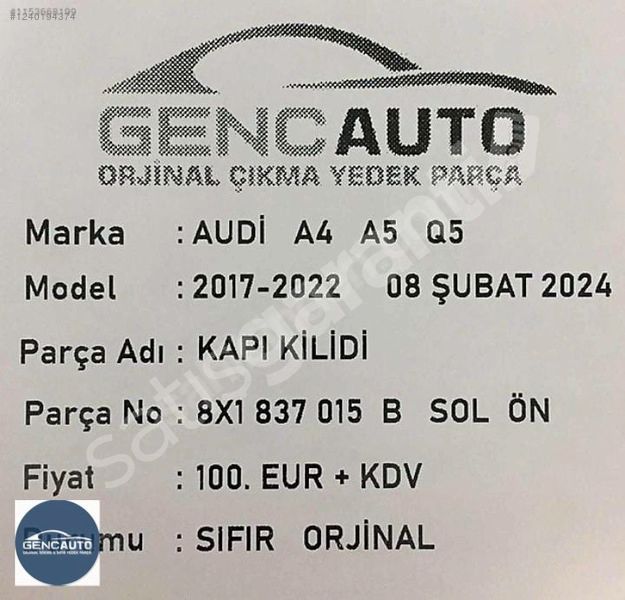 #1153669199
#1240194374
GENCAUTO
ORJİNAL ÇIKMA YEDEK PARÇA
Marka : AUDİ A4 A5 Q5
Model : 2017-2022 08 ŞUBAT 2024
Parça Adı : KAPI KİLİDİ
Parça No : 8X1 837 015 B SOL ÖN
Fiyat : 100. EUR + KDV
: SIFIR ORJİNAL
GENCAUTO